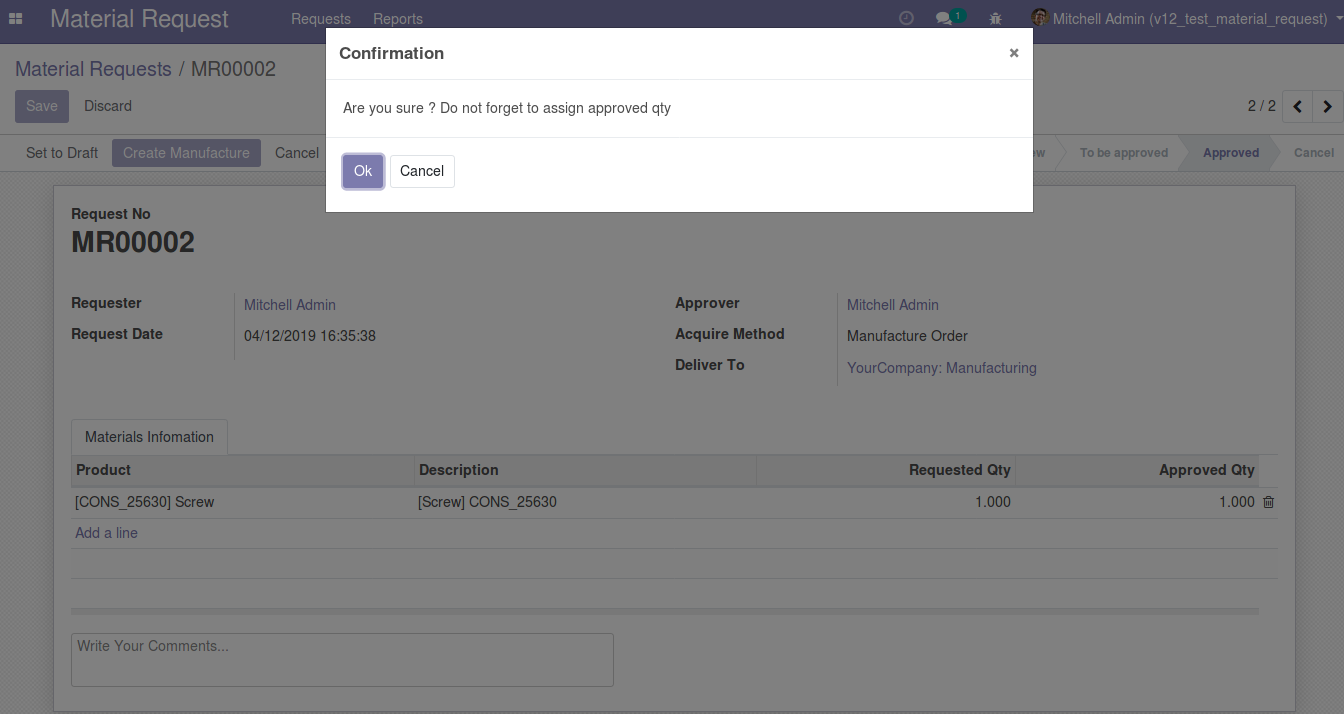 Material Request Requests Reports 1 Mitchell Admin (v12_test_material_request)
Confirmation ×
Material Requests / MR00002
Save Discard 2 / 2
Are you sure ? Do not forget to assign approved qty
Set to Draft Create Manufacture Cancel To be approved Approved Cancel
Ok Cancel
Request No
MR00002
Requester Mitchell Admin Approver Mitchell Admin
Request Date 04/12/2019 16:35:38 Acquire Method Manufacture Order
Deliver To YourCompany: Manufacturing
Materials Infomation
Product Description Requested Qty Approved Qty
[CONS_25630] Screw [Screw] CONS_25630 1.000 1.000
Add a line
Write Your Comments...